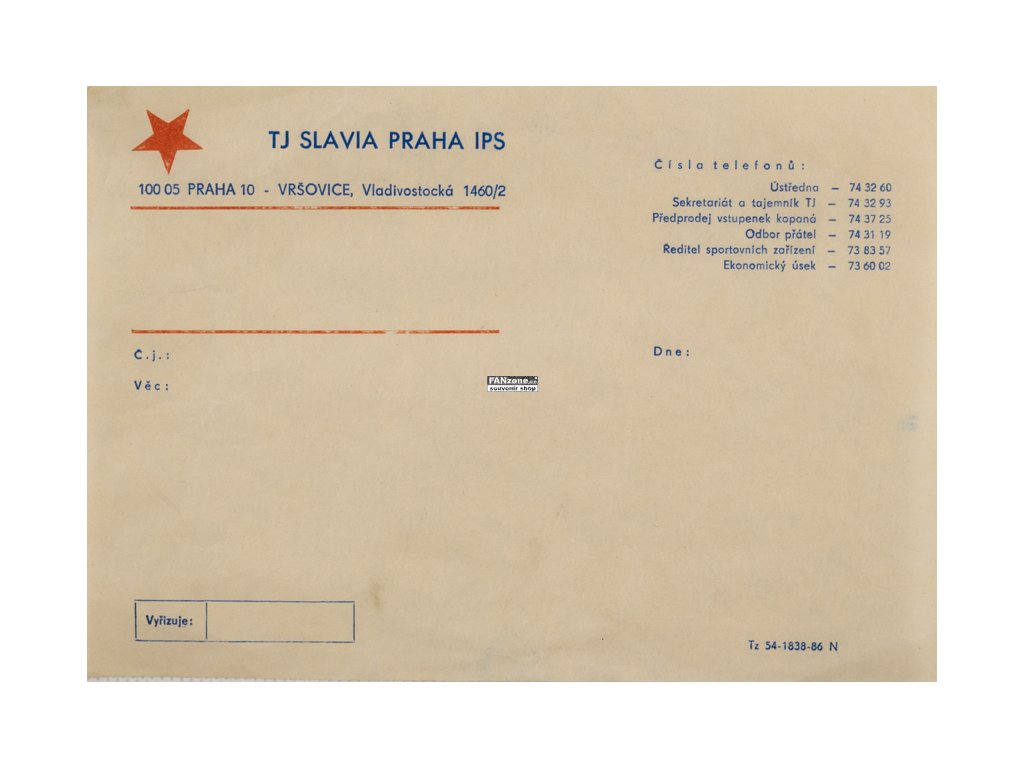 TJ SLAVIA PRAHA IPS
100 05 PRAHA 10 - VRŠOVICE, Vladivostocká 1460/2
Čísla telefonů:
Ústředna — 74 32 60
Sekretariát a tajemník TJ — 74 32 93
Předprodej vstupenek kopaná — 74 37 25
Odbor přátel — 74 31 19
Ředitel sportovních zařízení — 73 83 57
Ekonomický úsek — 73 60 02
Č.j.:
Dne:
Věc:
FANzone.cz
souvenir shop
Vyřizuje:
Tz 54-1838-86 N